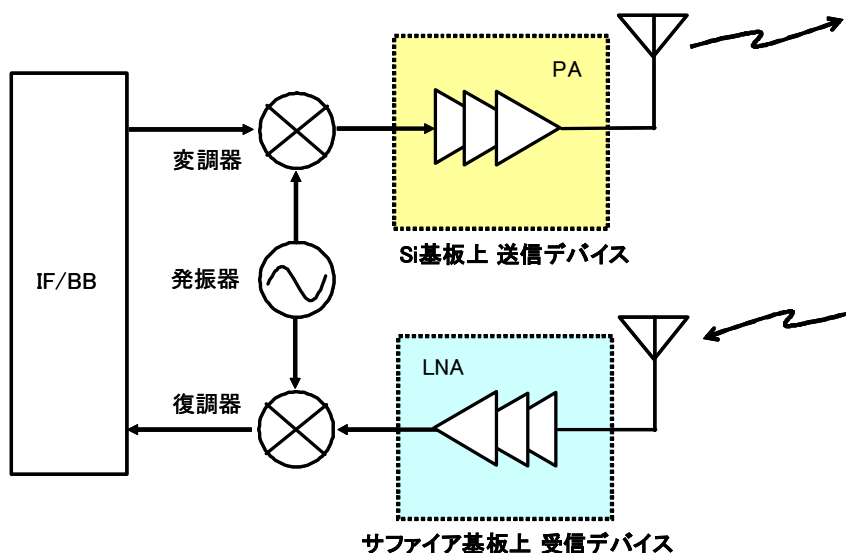 PA
変調器
Si基板上 送信デバイス
IF/BB
発振器
LNA
復調器
サファイア基板上 受信デバイス